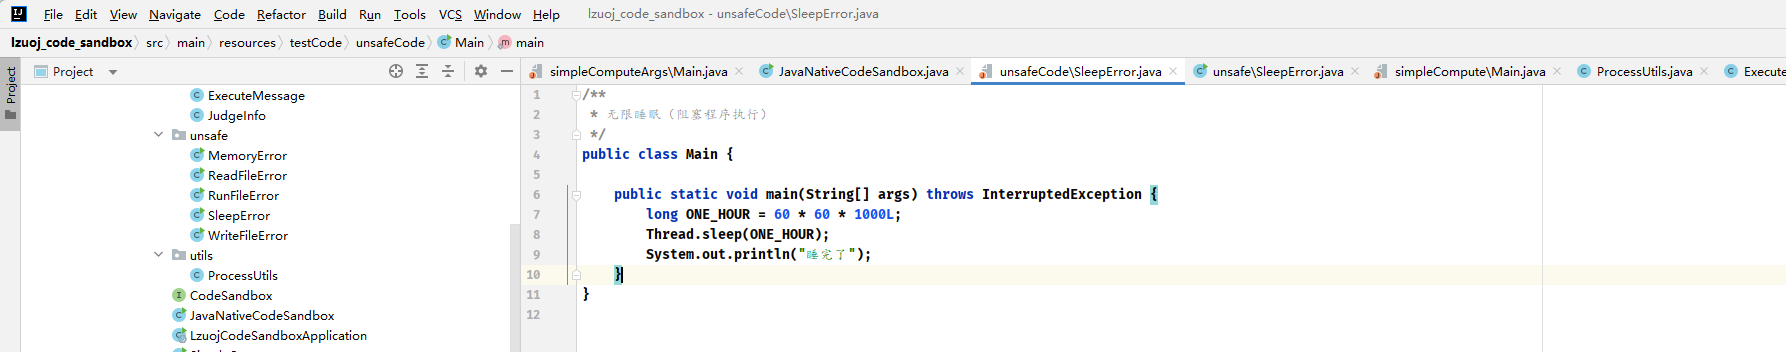 File Edit View Navigate Code Refactor Build Run Tools VCS Window Help lzuoj_code_sandbox - unsafeCode\SleepError.java
lzuoj_code_sandbox src main resources testCode unsafeCode Main main
Project
Project
simpleComputeArgs\Main.java JavaNativeCodeSandbox.java unsafeCode\SleepError.java unsafe\SleepError.java simpleCompute\Main.java ProcessUtils.java Execute
ExecuteMessage
JudgeInfo
unsafe
MemoryError
ReadFileError
RunFileError
SleepError
WriteFileError
utils
ProcessUtils
CodeSandbox
JavaNativeCodeSandbox
LzuojCodeSandboxApplication
1 /**
2 * 无限睡眠（阻塞程序执行）
3 */
4 public class Main {
5
6 public static void main(String[] args) throws InterruptedException {
7 long ONE_HOUR = 60 * 60 * 1000L;
8 Thread.sleep(ONE_HOUR);
9 System.out.println("睡完了");
10 }
11 }
12